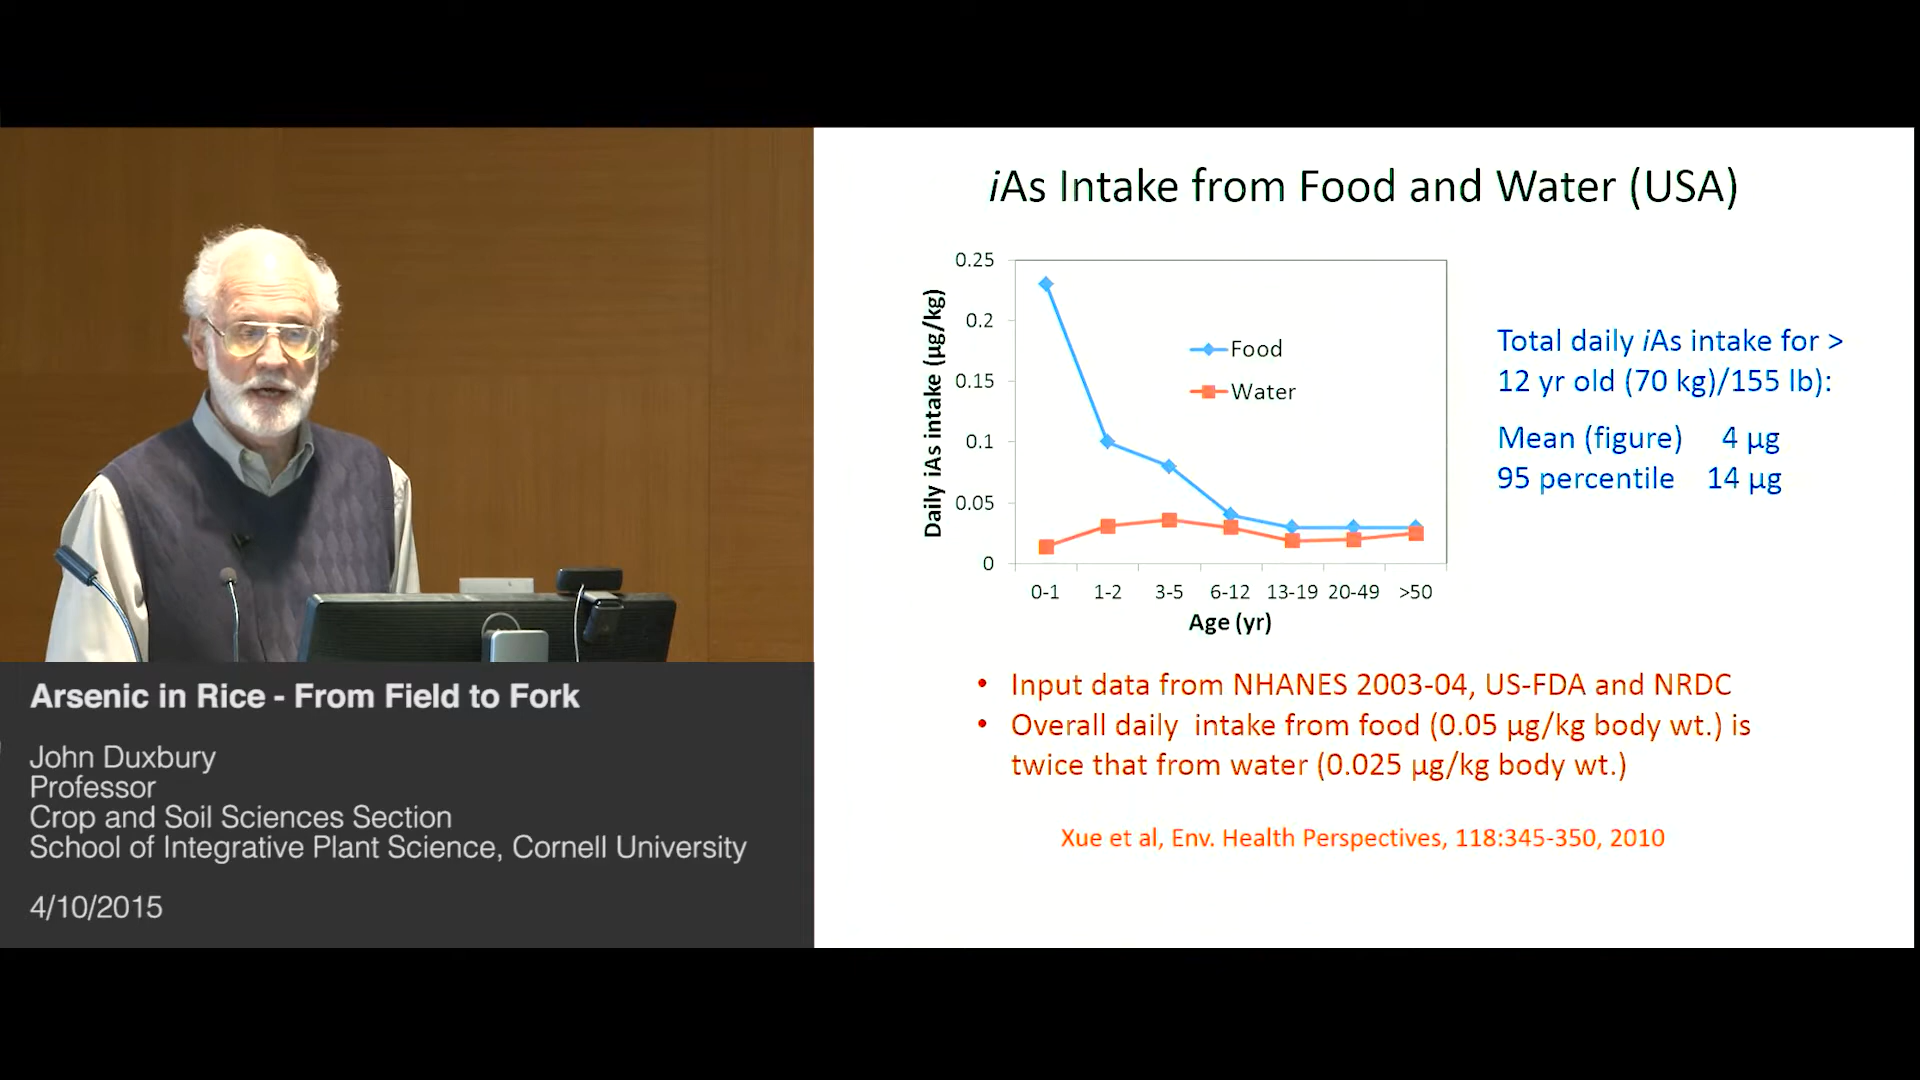 iAs Intake from Food and Water (USA)
0.25
0.2
0.15
0.1
0.05
0
Daily iAs intake (µg/kg)
Food
Water
0-1 1-2 3-5 6-12 13-19 20-49 >50
Age (yr)
Total daily iAs intake for >
12 yr old (70 kg)/155 lb):
Mean (figure) 4 µg
95 percentile 14 µg
• Input data from NHANES 2003-04, US-FDA and NRDC
• Overall daily intake from food (0.05 µg/kg body wt.) is
twice that from water (0.025 µg/kg body wt.)
Xue et al, Env. Health Perspectives, 118:345-350, 2010
Arsenic in Rice - From Field to Fork
John Duxbury
Professor
Crop and Soil Sciences Section
School of Integrative Plant Science, Cornell University
4/10/2015